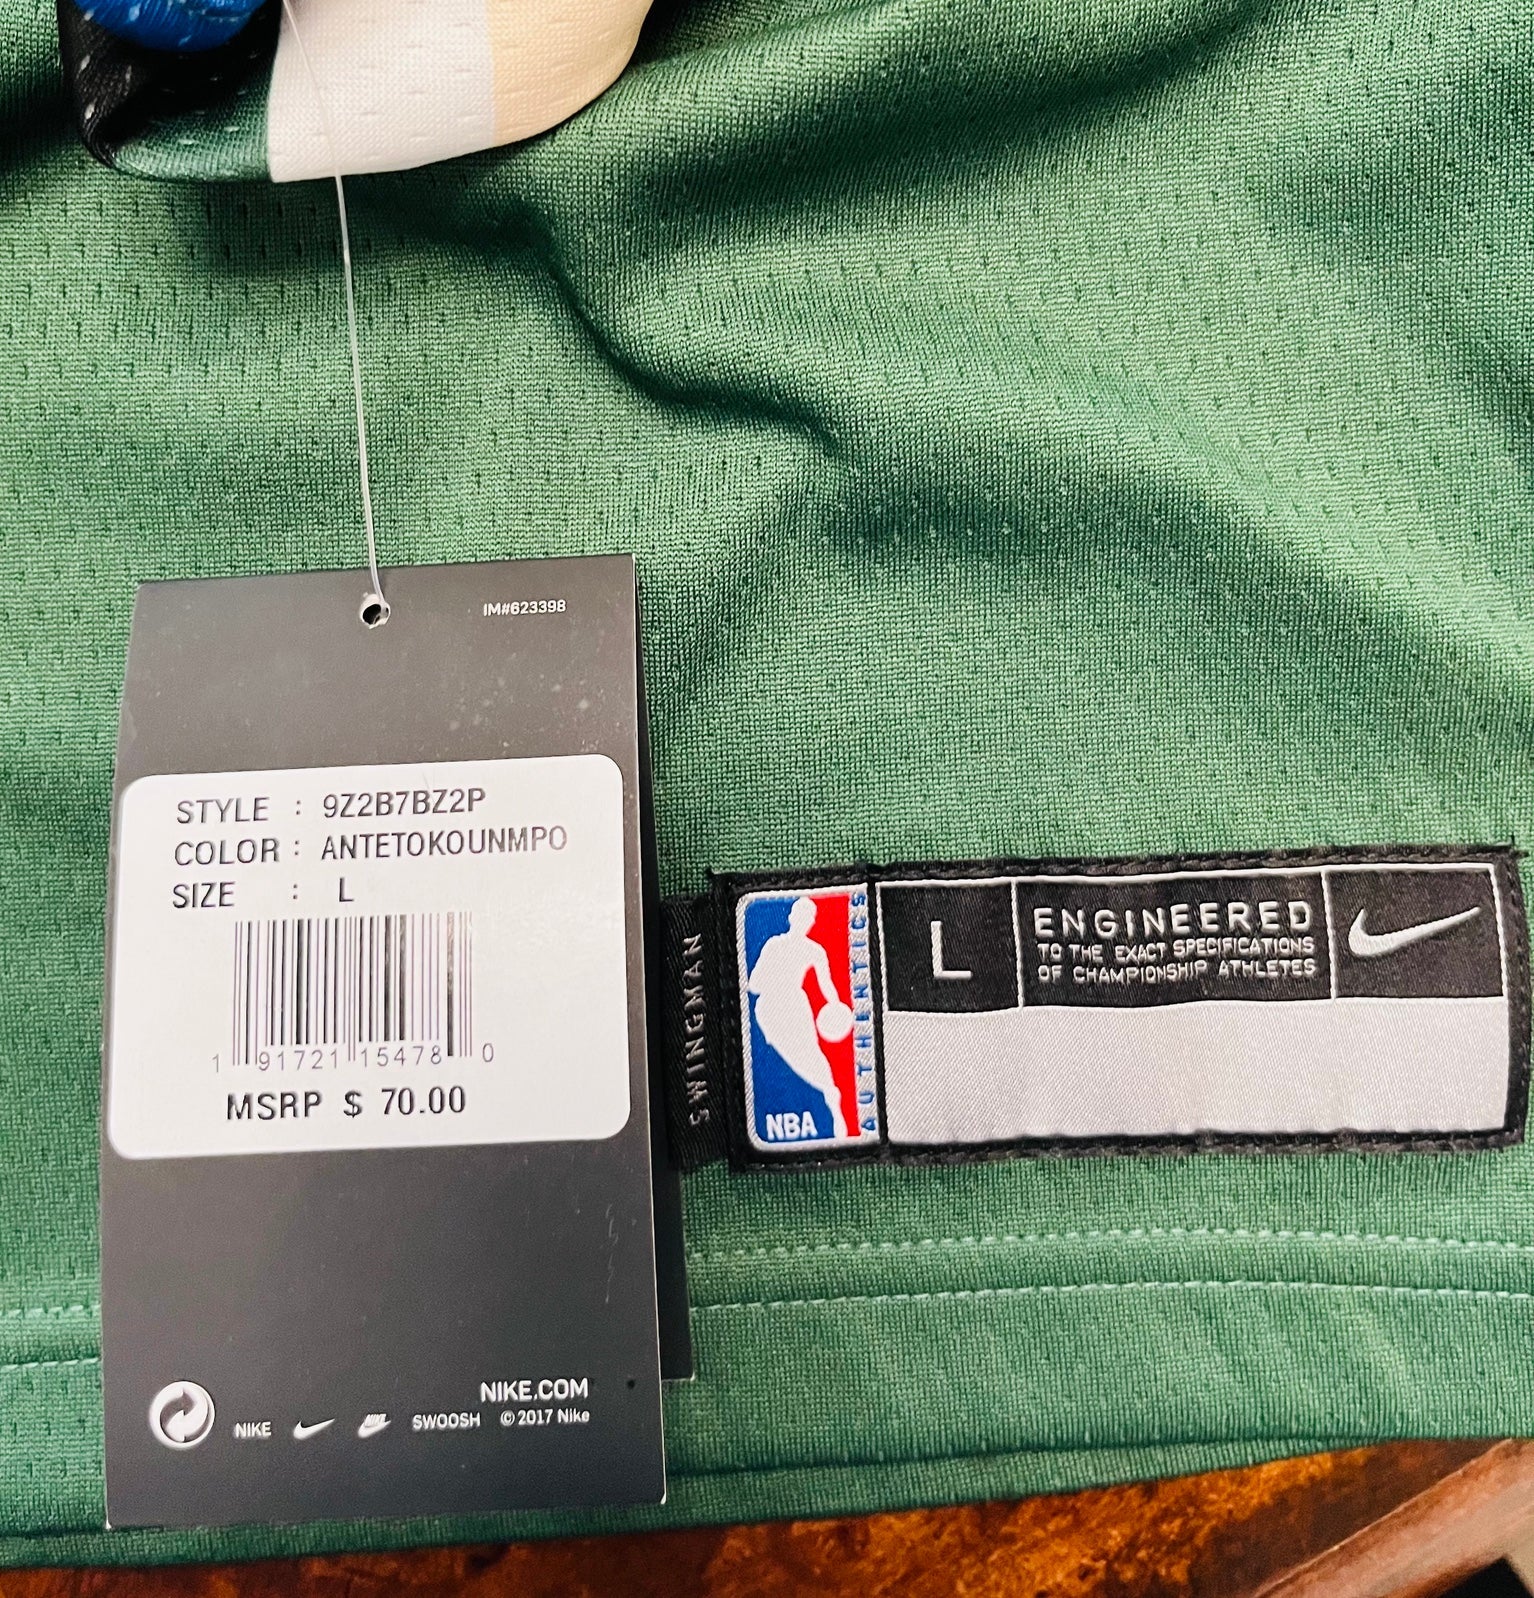 IM#623398
STYLE : 9Z2B7BZ2P
COLOR : ANTETOKOUNMPO
SIZE : L
1 91721 15478 0
MSRP $ 70.00
NIKE.COM
NIKE SWOOSH © 2017 Nike
SWINGMAN
NBA
AUTHENTICS
L
ENGINEERED
TO THE EXACT SPECIFICATIONS
OF CHAMPIONSHIP ATHLETES